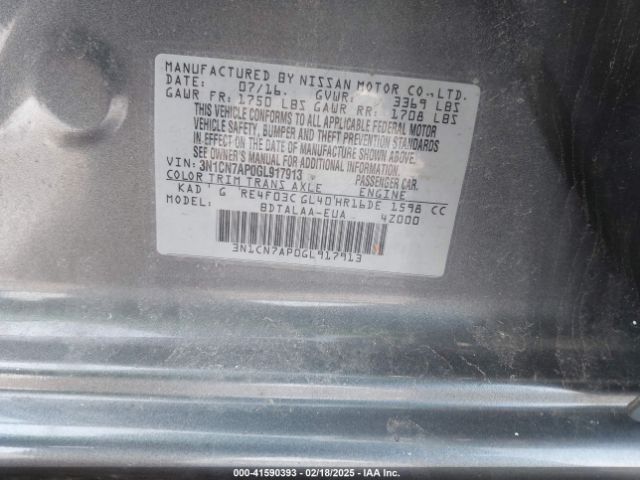 MANUFACTURED BY NISSAN MOTOR CO., LTD.
DATE: 07/16. GVWR: 3369 LBS
GAWR FR: 1750 LBS GAWR RR: 1708 LBS
THIS VEHICLE CONFORMS TO ALL APPLICABLE FEDERAL MOTOR
VEHICLE SAFETY, BUMPER AND THEFT PREVENTION STANDARDS
IN EFFECT ON THE DATE OF MANUFACTURE SHOWN ABOVE.
SEE OWNER'S MANUAL FOR ADDITIONAL INFORMATION.
VIN: 3N1CN7AP0GL917913 PASSENGER CAR.
COLOR TRIM TRANS AXLE ENGINE
KAD G RE4F03C GL40 HR16DE 1598 CC
MODEL: BDTALAA-EUA 4Z000
3N1CN7AP0GL917913
000-41590393 - 02/18/2025 - IAA Inc.